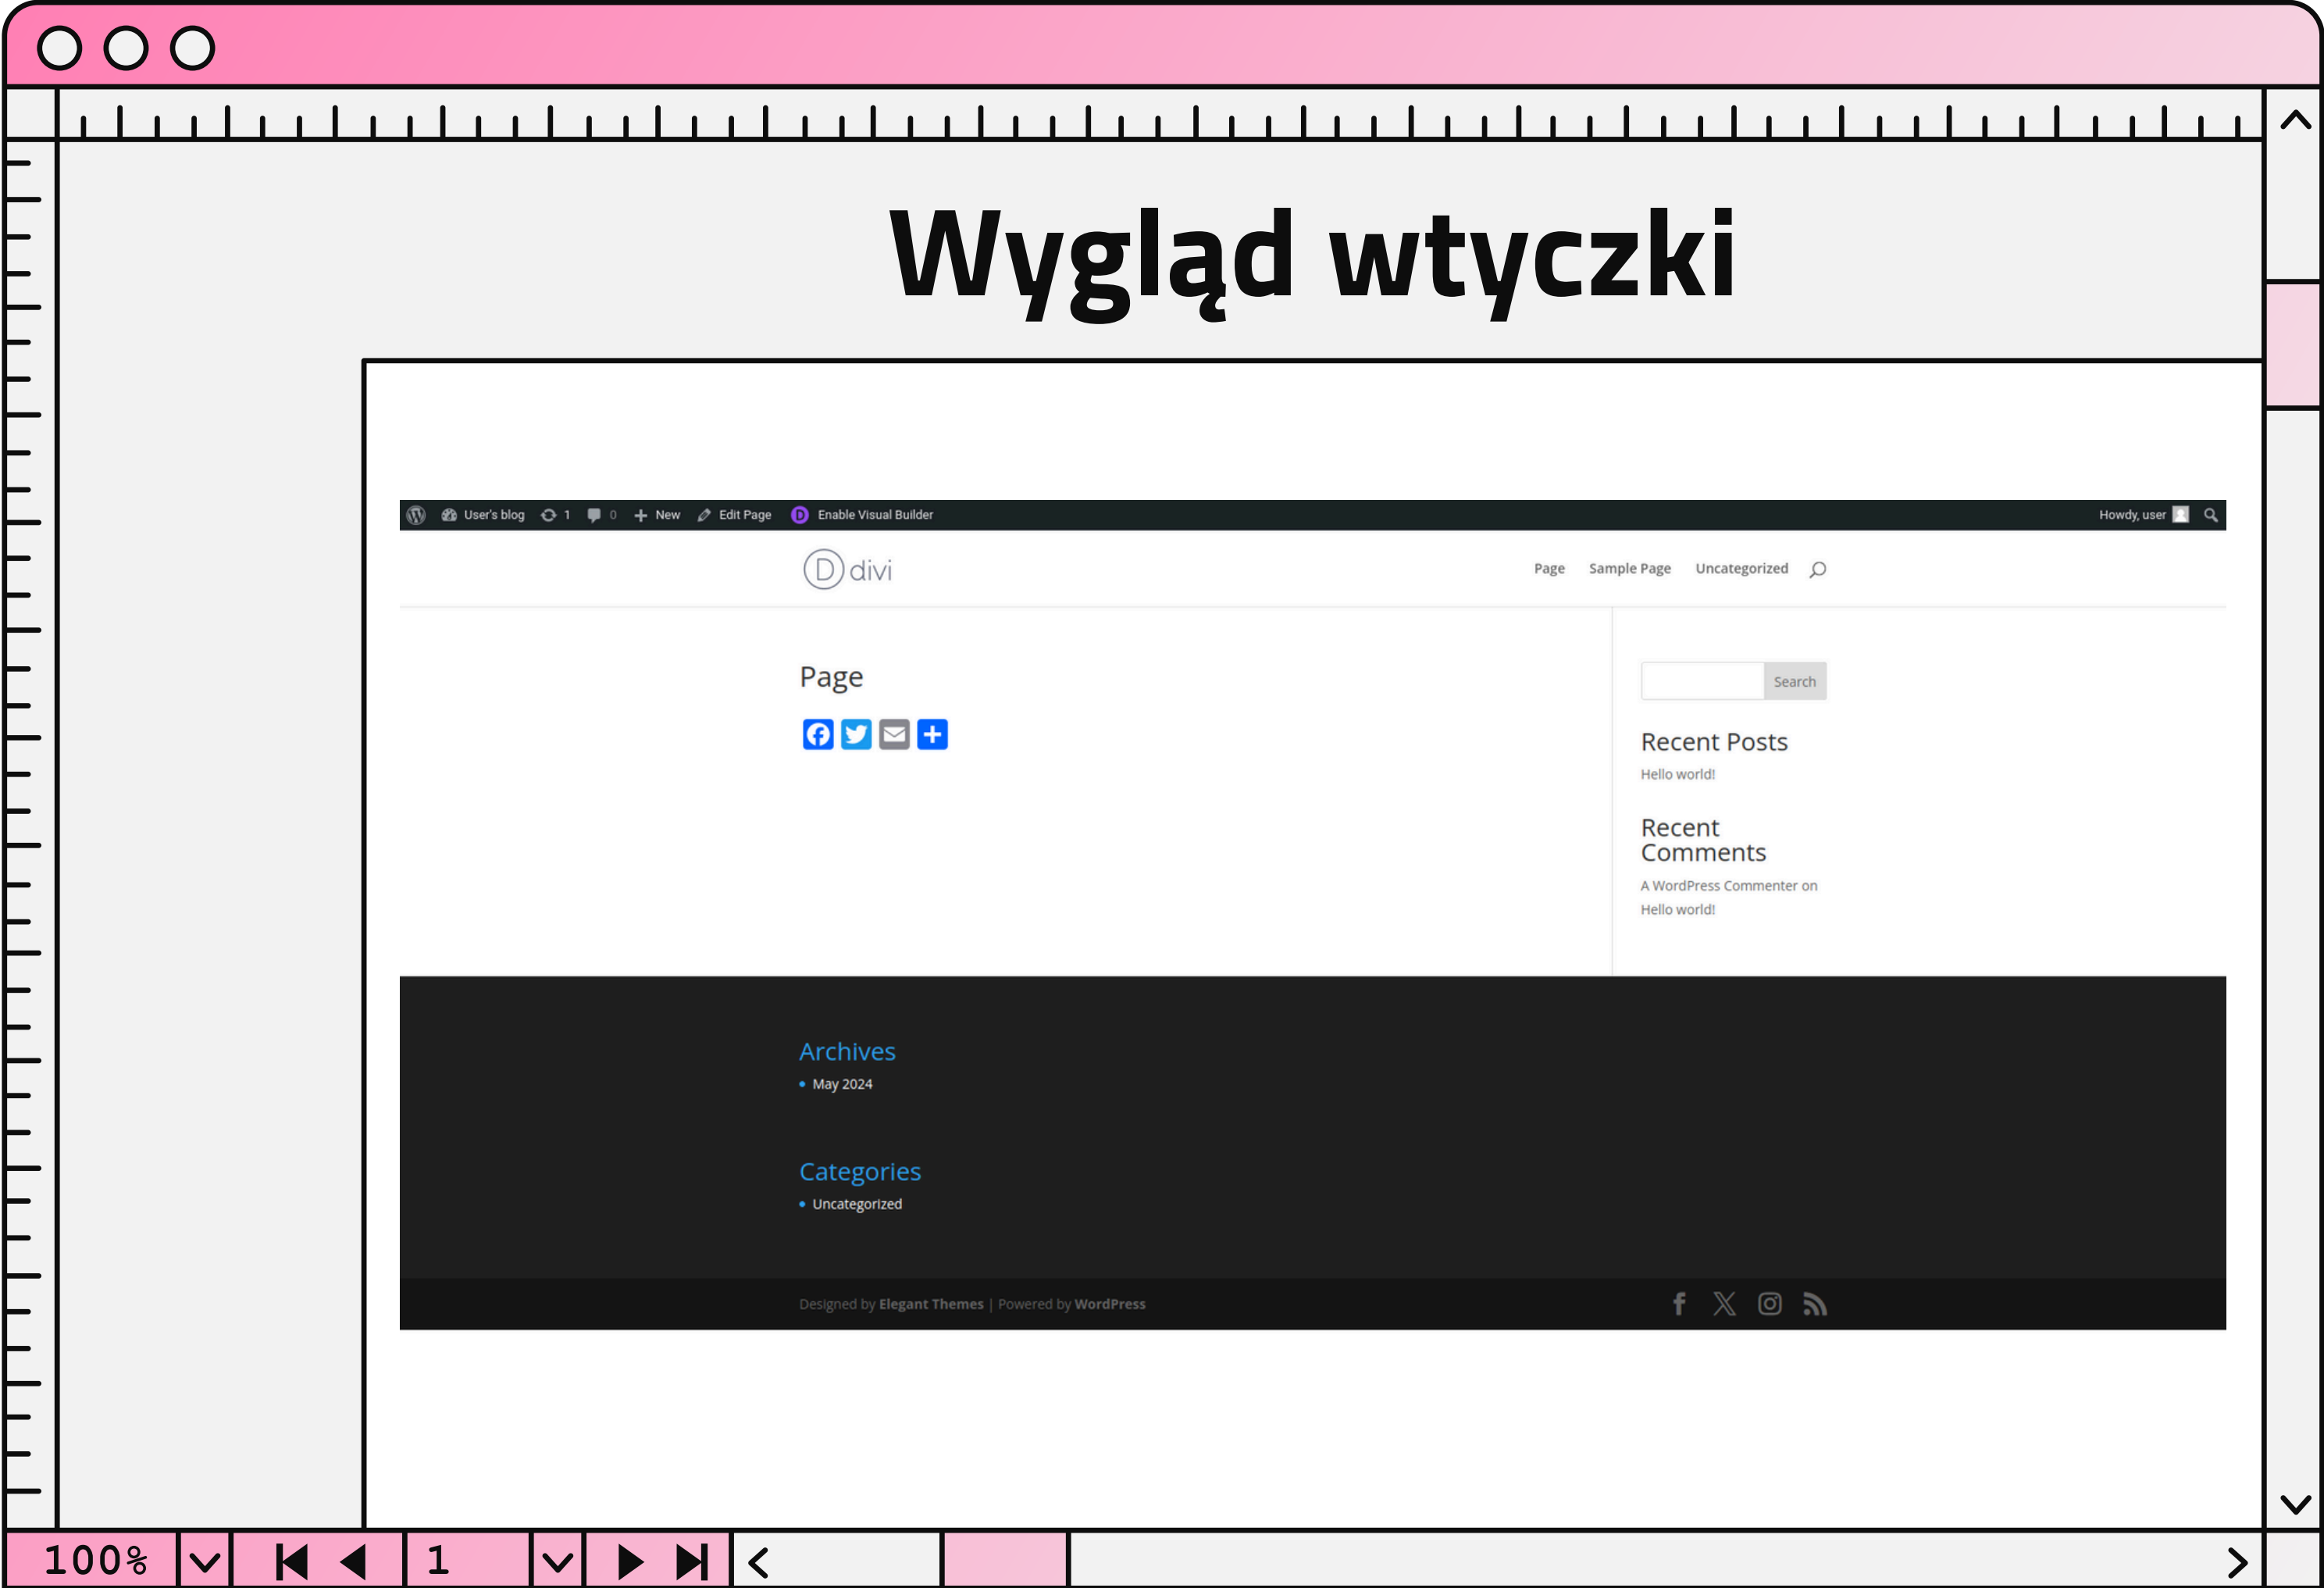 Wygląd wtyczki
User's blog 1 0 New Edit Page D Enable Visual Builder Howdy, user
D divi Page Sample Page Uncategorized
Page
Search
Recent Posts
Hello world!
Recent
Comments
A WordPress Commenter on
Hello world!
Archives
May 2024
Categories
Uncategorized
Designed by Elegant Themes | Powered by WordPress
100% 1